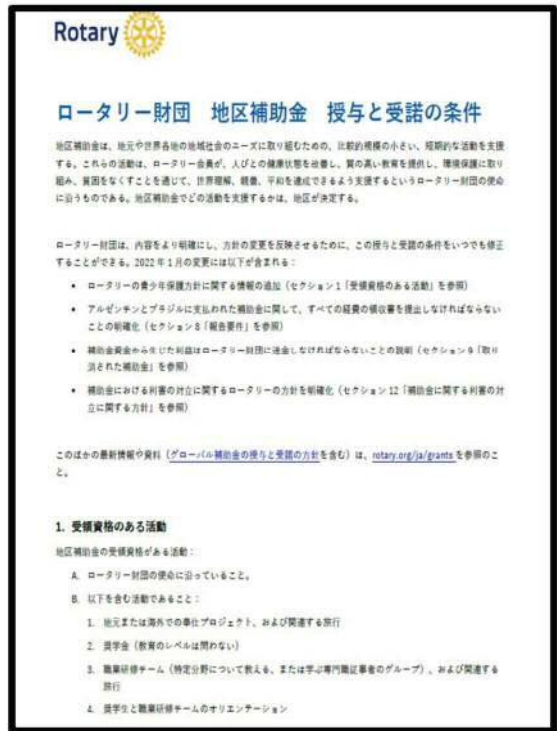 Rotary
ロータリー財団 地区補助金 授与と受諾の条件
地区補助金は、地元や世界各地の地域社会のニーズに取り組むための、比較的規模の小さい、短期的な活動を支援
する。これらの活動は、ロータリー会員が、人びとの健康状態を改善し、質の高い教育を提供し、環境保護に取り
組み、貧困をなくすことを通じて、世界理解、親善、平和を達成できるよう支援するというロータリー財団の使命
に沿うものである。地区補助金でどの活動を支援するかは、地区が決定する。
ロータリー財団は、内容をより明確にし、方針の変更を反映させるために、この授与と受諾の条件をいつでも修正
することができる。2022年1月の変更には以下が含まれる：
• ロータリーの青少年保護方針に関する情報の追加（セクション1「受領資格のある活動」を参照）
• アルゼンチンとブラジルに支払われた補助金に関して、すべての経費の領収書を提出しなければならない
ことの明確化（セクション8「報告要件」を参照）
• 補助金資金から生じた利益はロータリー財団に送金しなければならないことの説明（セクション9「取り
消された補助金」を参照）
• 補助金における利害の対立に関するロータリーの方針を明確化（セクション12「補助金に関する利害の対
立に関する方針」を参照）
このほかの最新情報や資料（グローバル補助金の授与と受諾の方針を含む）は、rotary.org/ja/grantsを参照のこ
と。
1. 受領資格のある活動
地区補助金の受領資格がある活動：
A. ロータリー財団の使命に沿っていること。
B. 以下を含む活動であること：
1. 地元または海外での奉仕プロジェクト、および関連する旅行
2. 奨学金（教育のレベルは問わない）
3. 職業研修チーム（特定分野について教える、または学ぶ専門職従事者のグループ）、および関連する
旅行
4. 奨学生と職業研修チームのオリエンテーション